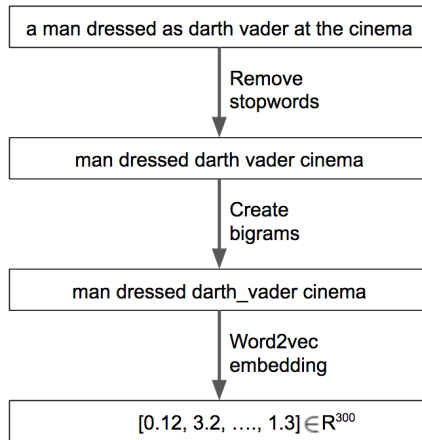 a man dressed as darth vader at the cinema
Remove
stopwords
man dressed darth vader cinema
Create
bigrams
man dressed darth_vader cinema
Word2vec
embedding
[0.12, 3.2, ...., 1.3] ∈ R³⁰⁰